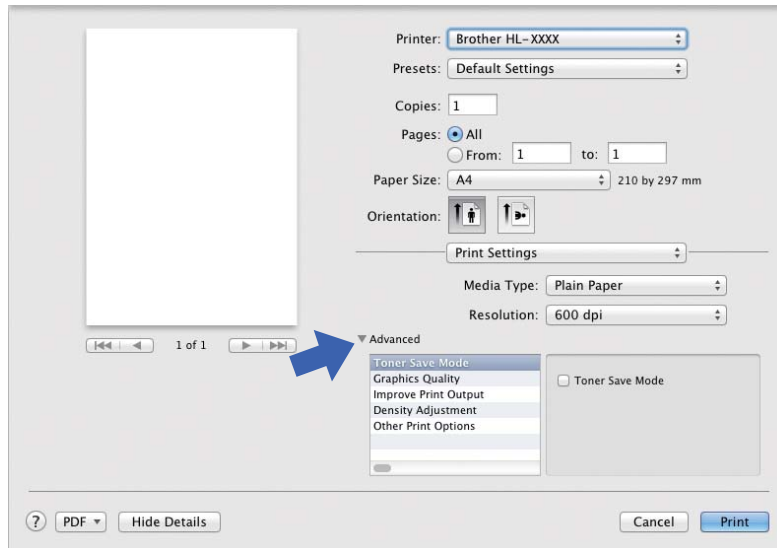 Printer: Brother HL-XXXX
Presets: Default Settings
Copies: 1
Pages: All
From: 1 to: 1
Paper Size: A4 210 by 297 mm
Orientation:
Print Settings
Media Type: Plain Paper
Resolution: 600 dpi
1 of 1
Advanced
Toner Save Mode
Graphics Quality
Improve Print Output
Density Adjustment
Other Print Options
Toner Save Mode
? PDF Hide Details Cancel Print